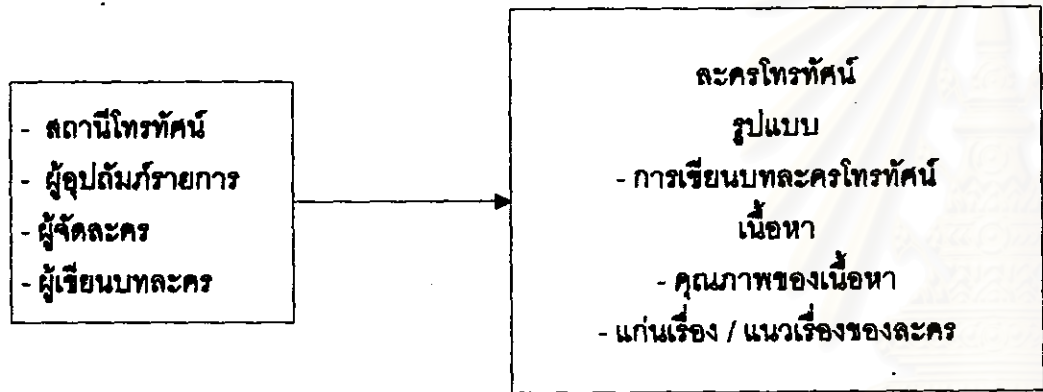 - สถานีโทรทัศน์
- ผู้อุปถัมภ์รายการ
- ผู้จัดละคร
- ผู้เขียนบทละคร
ละครโทรทัศน์
รูปแบบ
- การเขียนบทละครโทรทัศน์
เนื้อหา
- คุณภาพของเนื้อหา
- แก่นเรื่อง / แนวเรื่องของละคร